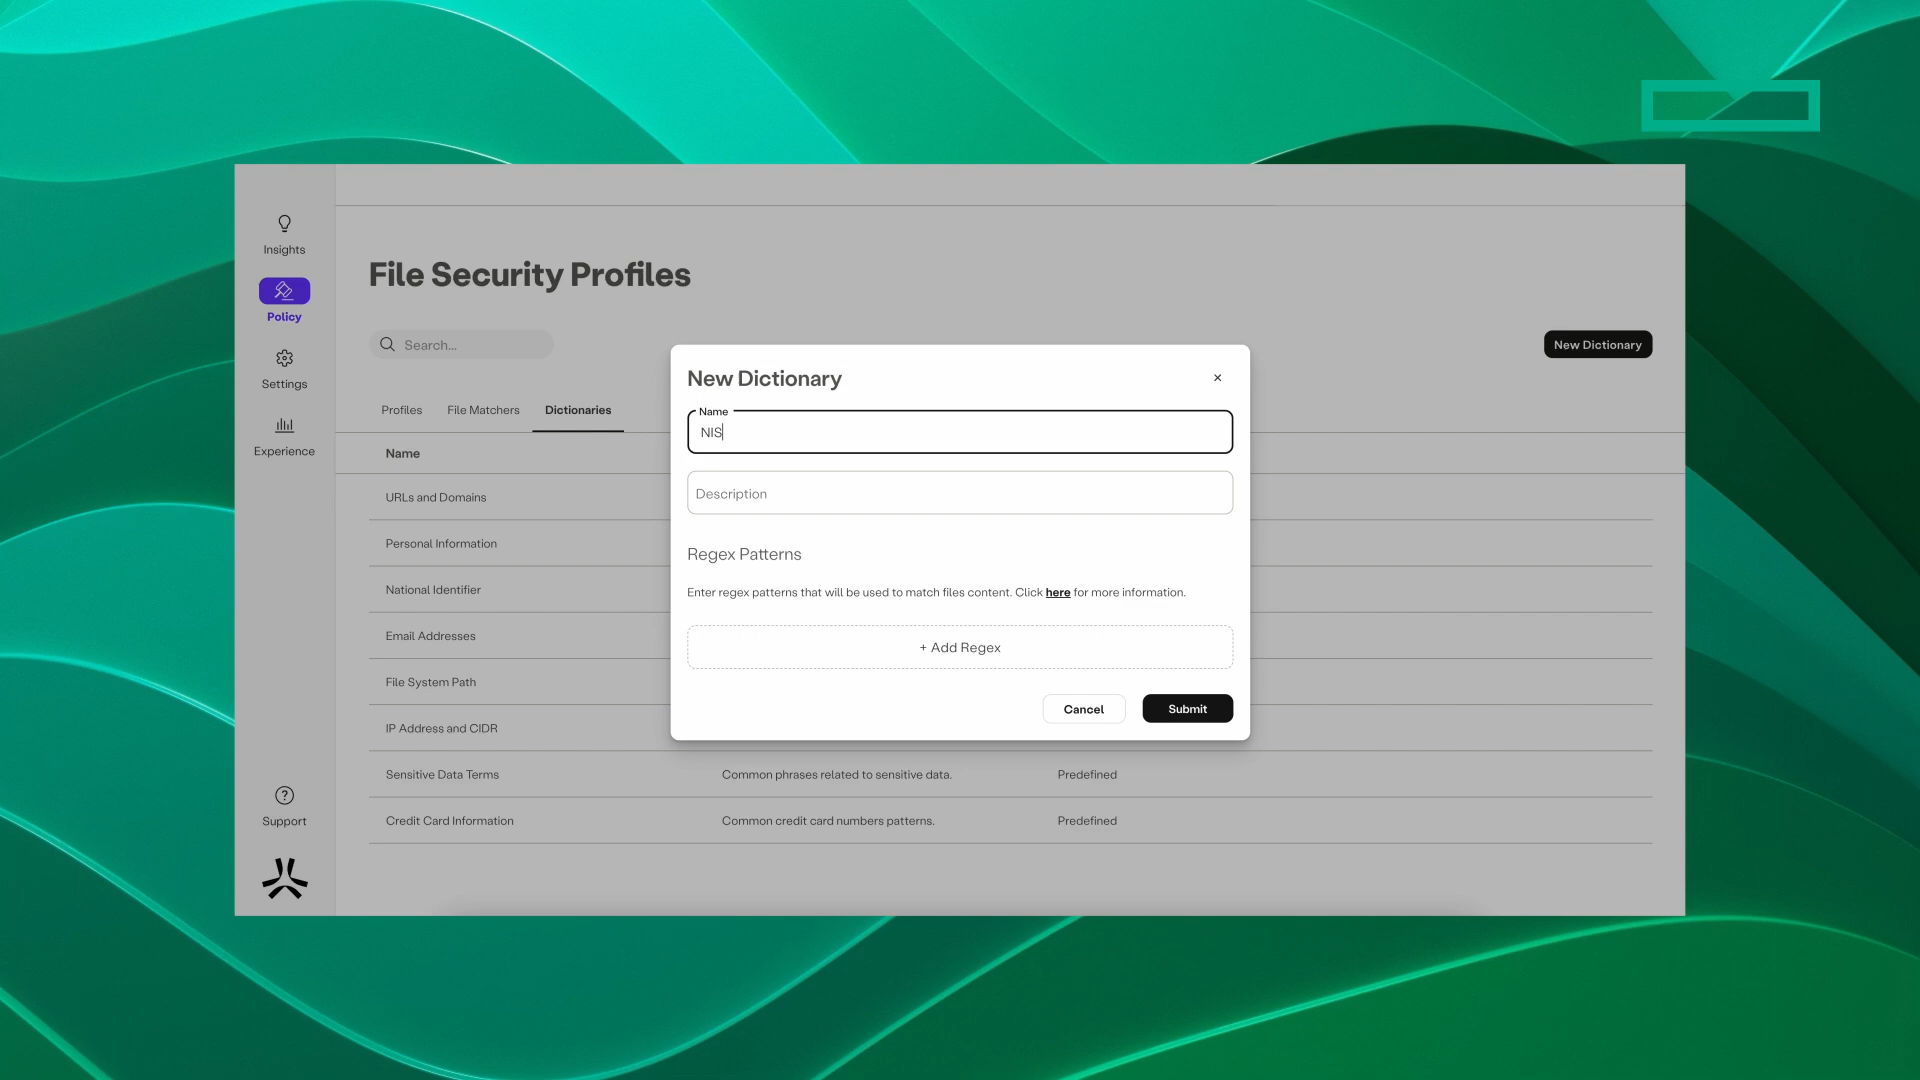 Insights
Policy
Settings
Experience
Support
File Security Profiles
Search...
New Dictionary
Profiles
File Matchers
Dictionaries
Name
URLs and Domains
Personal Information
National Identifier
Email Addresses
File System Path
IP Address and CIDR
Sensitive Data Terms
Common phrases related to sensitive data.
Predefined
Credit Card Information
Common credit card numbers patterns.
Predefined
New Dictionary
×
Name
NIS
Description
Regex Patterns
Enter regex patterns that will be used to match files content. Click here for more information.
+ Add Regex
Cancel
Submit